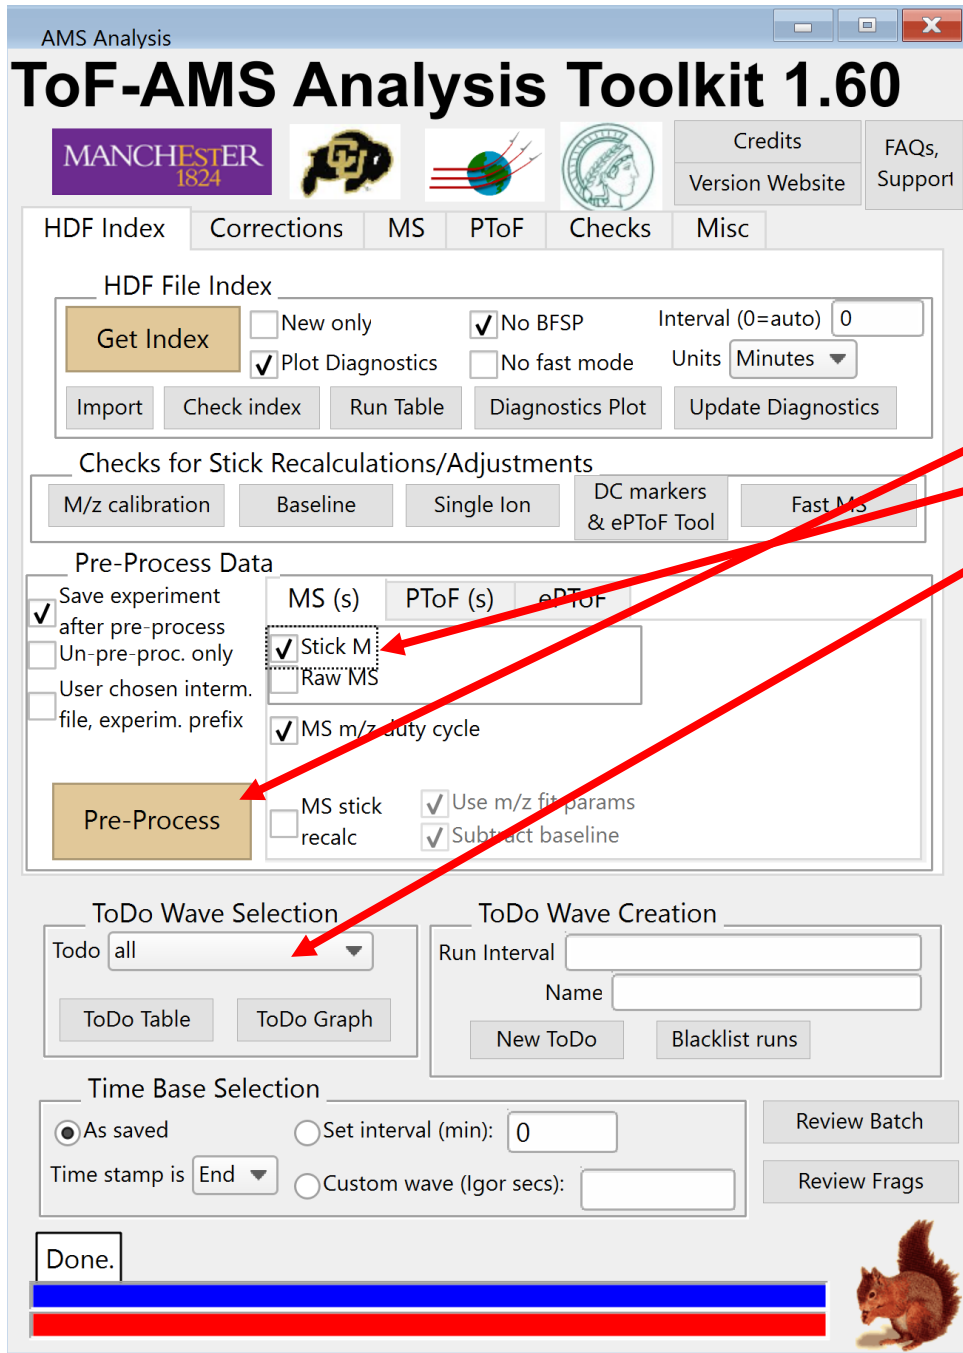 AMS Analysis
ToF-AMS Analysis Toolkit 1.60
MANCHESTER
1824
CU
Credits
Version Website
FAQs,
Support
HDF Index Corrections MS PToF Checks Misc
HDF File Index
Get Index
New only
No BFSP
Interval (0=auto) 0
Plot Diagnostics
No fast mode
Units Minutes
Import Check index Run Table Diagnostics Plot Update Diagnostics
Checks for Stick Recalculations/Adjustments
M/z calibration Baseline Single Ion
DC markers
& ePToF Tool
Fast MS
Pre-Process Data
Save experiment
after pre-process
Un-pre-proc. only
User chosen interm.
file, experim. prefix
Pre-Process
MS (s) PToF (s) ePToF
Stick M
Raw MS
MS m/z duty cycle
MS stick
recalc
Use m/z fit params
Subtract baseline
ToDo Wave Selection
Todo all
ToDo Table ToDo Graph
ToDo Wave Creation
Run Interval
Name
New ToDo Blacklist runs
Time Base Selection
As saved
Set interval (min): 0
Time stamp is End
Custom wave (Igor secs):
Review Batch
Review Frags
Done.